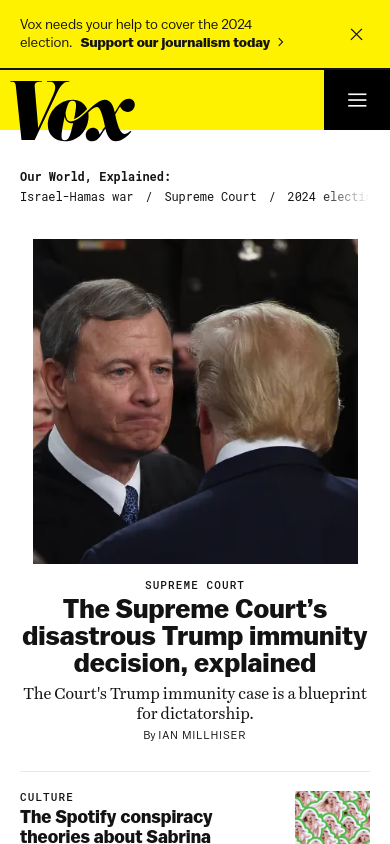 Vox needs your help to cover the 2024
election. Support our journalism today
Vox
Our World, Explained:
Israel-Hamas war / Supreme Court / 2024 electio
SUPREME COURT
The Supreme Court’s
disastrous Trump immunity
decision, explained
The Court's Trump immunity case is a blueprint
for dictatorship.
By IAN MILLHISER
CULTURE
The Spotify conspiracy
theories about Sabrina